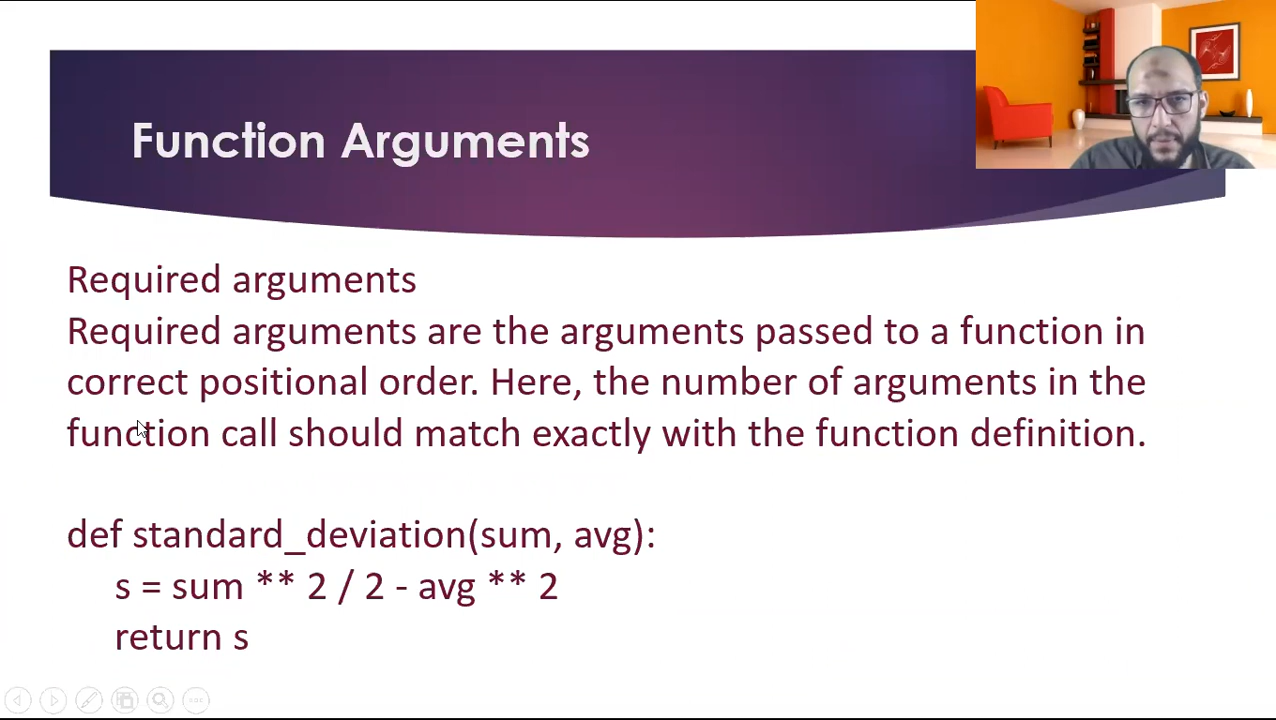 Function Arguments
Required arguments
Required arguments are the arguments passed to a function in
correct positional order. Here, the number of arguments in the
function call should match exactly with the function definition.
def standard_deviation(sum, avg):
s = sum ** 2 / 2 - avg ** 2
return s